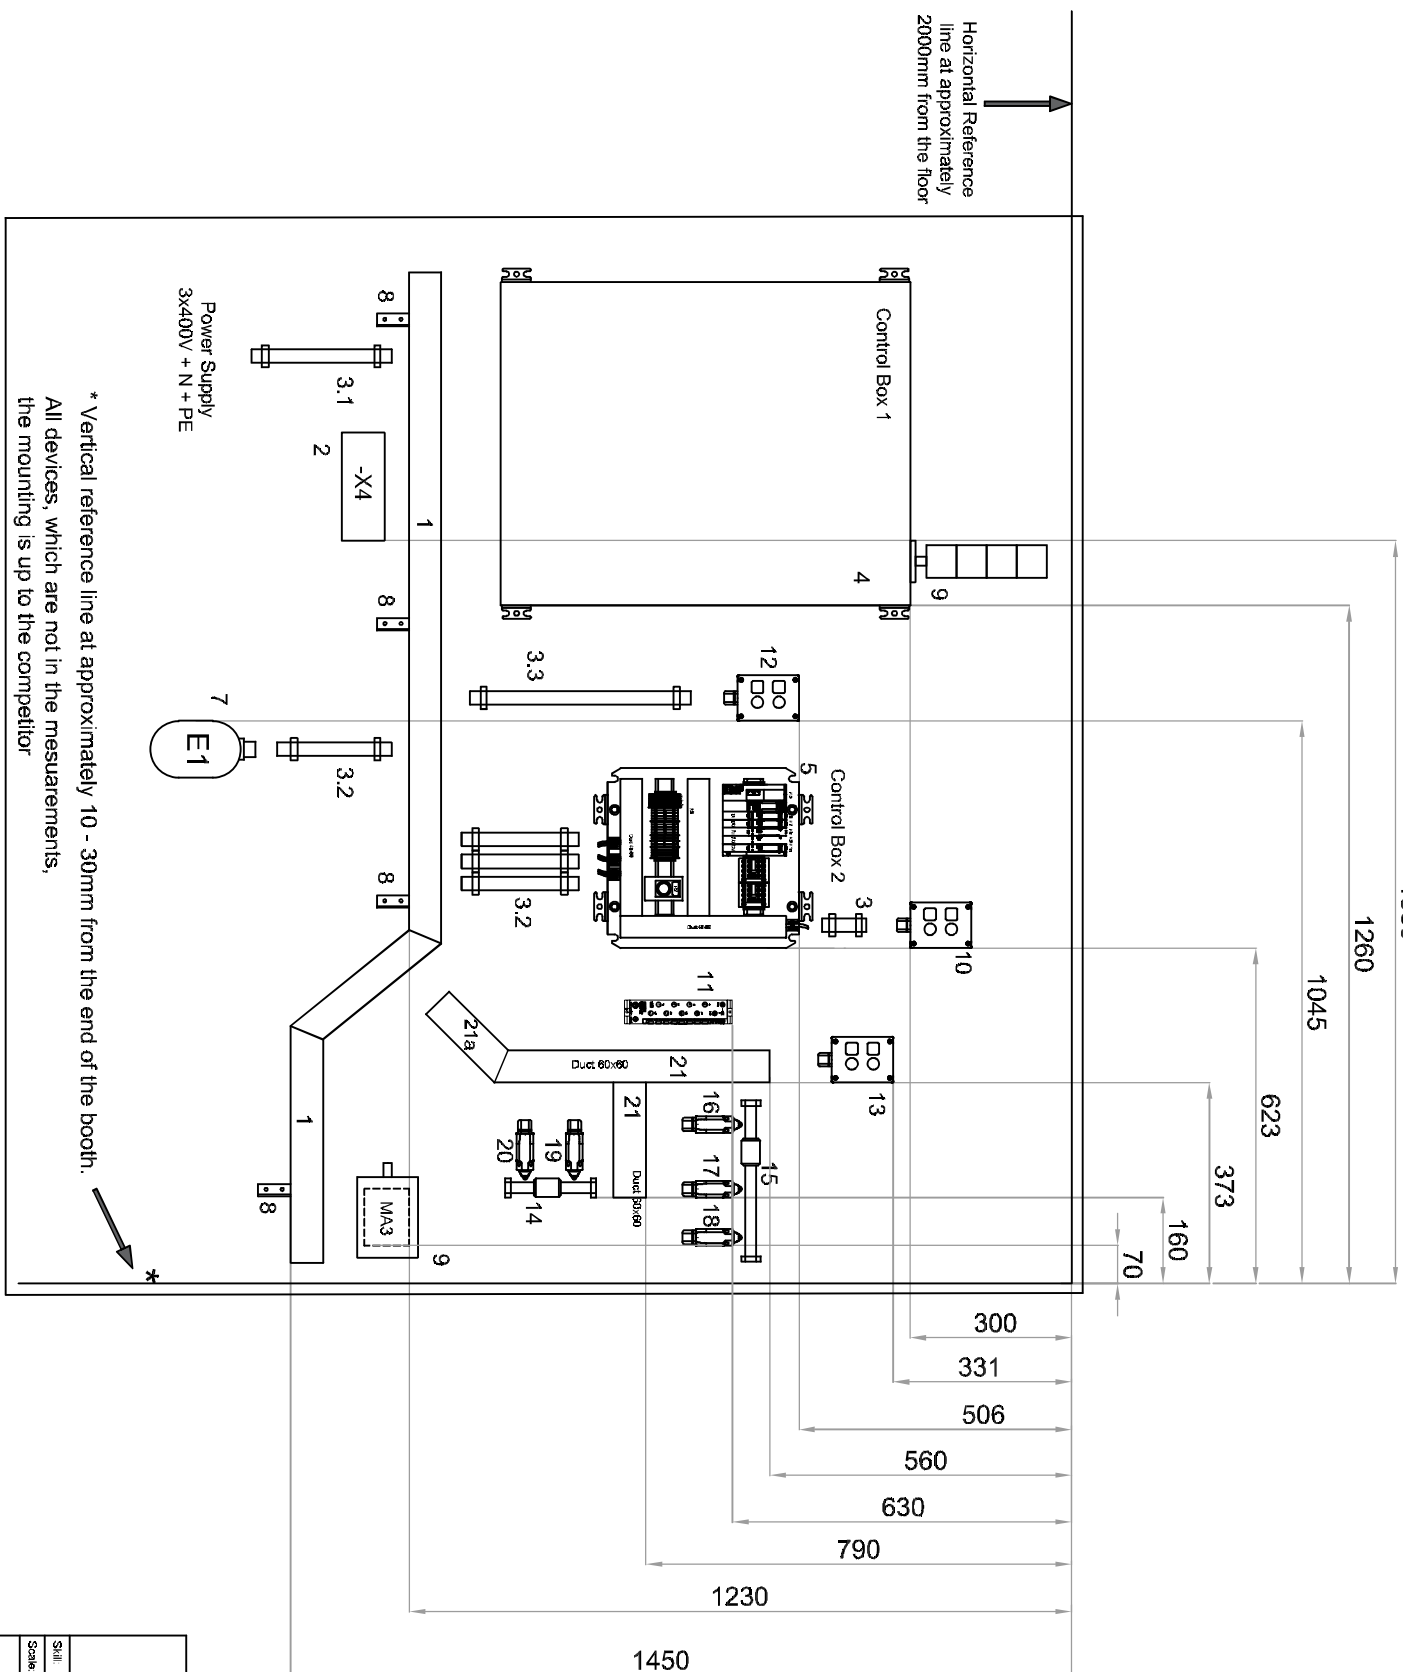 Horizontal Reference
line at approximately
2000mm from the floor
1260
1045
623
373
160
70
300
331
506
560
630
790
1230
1450
Control Box 1
4
9
12
5
Control Box 2
3
10
11
13
3.3
3.2
21a
Duct 60x60
21
21
Duct 60x60
16
17
18
15
19
20
14
1
8
8
8
1
8
3.1
2
-X4
Power Supply
3x400V + N + PE
7
E1
3.2
MA3
9
*
* Vertical reference line at approximately 10 - 30mm from the end of the booth.
All devices, which are not in the mesuarements,
the mounting is up to the competitor
Skill:
Scale: